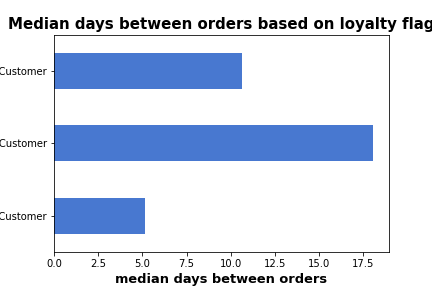 Median days between orders based on loyalty flag
Customer
Customer
Customer
0.0 2.5 5.0 7.5 10.0 12.5 15.0 17.5
median days between orders